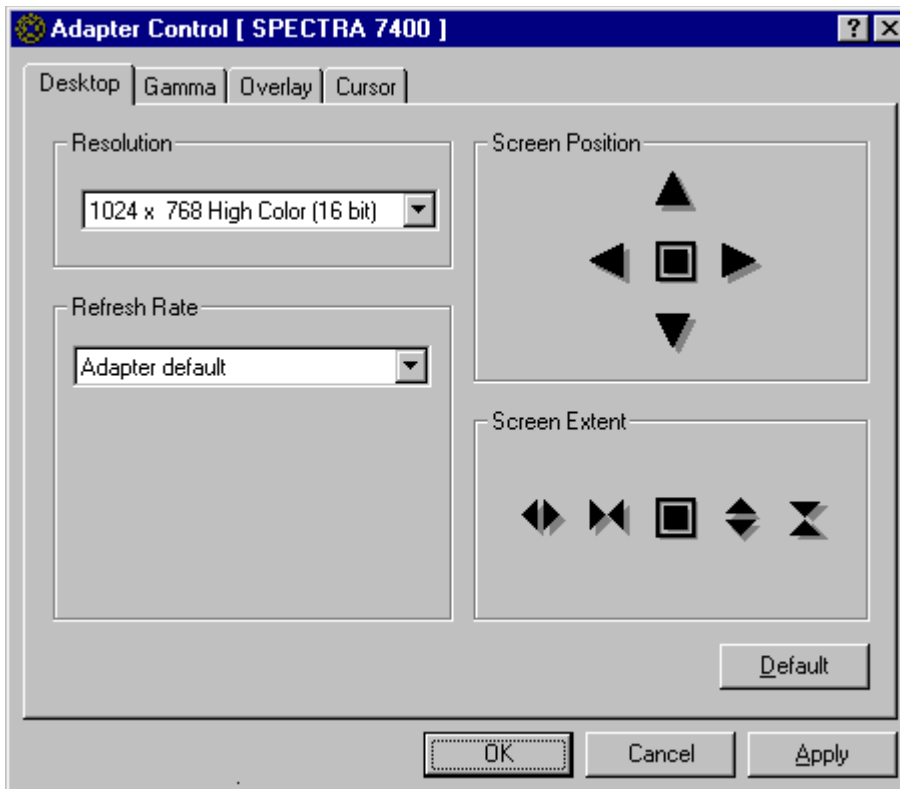 Adapter Control [ SPECTRA 7400 ]
Desktop Gamma Overlay Cursor
Resolution
1024 x  768 High Color (16 bit)
Refresh Rate
Adapter default
Screen Position
Screen Extent
Default
OK Cancel Apply